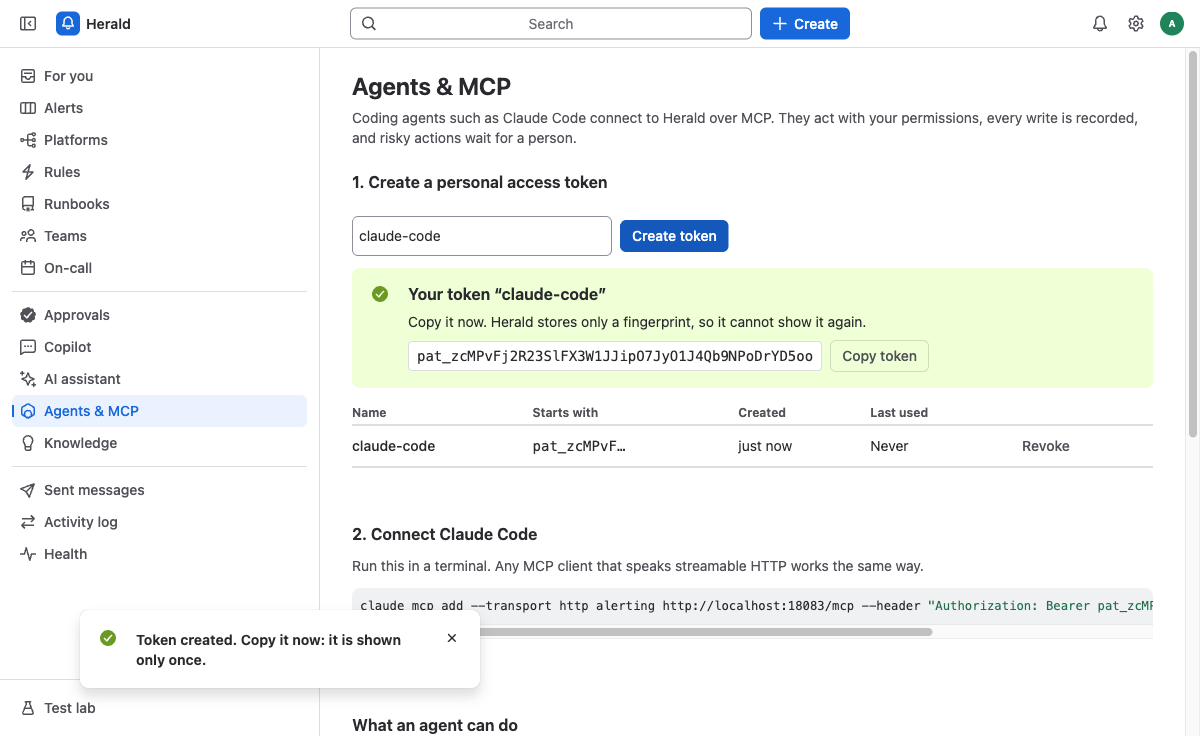 Herald
Search
Create
A
For you
Alerts
Platforms
Rules
Runbooks
Teams
On-call
Approvals
Copilot
AI assistant
Agents & MCP
Knowledge
Sent messages
Activity log
Health
Test lab
Agents & MCP
Coding agents such as Claude Code connect to Herald over MCP. They act with your permissions, every write is recorded,
and risky actions wait for a person.
1. Create a personal access token
claude-code
Create token
Your token “claude-code”
Copy it now. Herald stores only a fingerprint, so it cannot show it again.
pat_zcMPvFj2R23SlFX3W1JJipO7JyO1J4Qb9NPoDrYD5oo
Copy token
Name Starts with Created Last used
claude-code pat_zcMPvF… just now Never Revoke
2. Connect Claude Code
Run this in a terminal. Any MCP client that speaks streamable HTTP works the same way.
claude mcp add --transport http alerting http://localhost:18083/mcp --header "Authorization: Bearer pat_zcMP
Token created. Copy it now: it is shown
only once.
What an agent can do